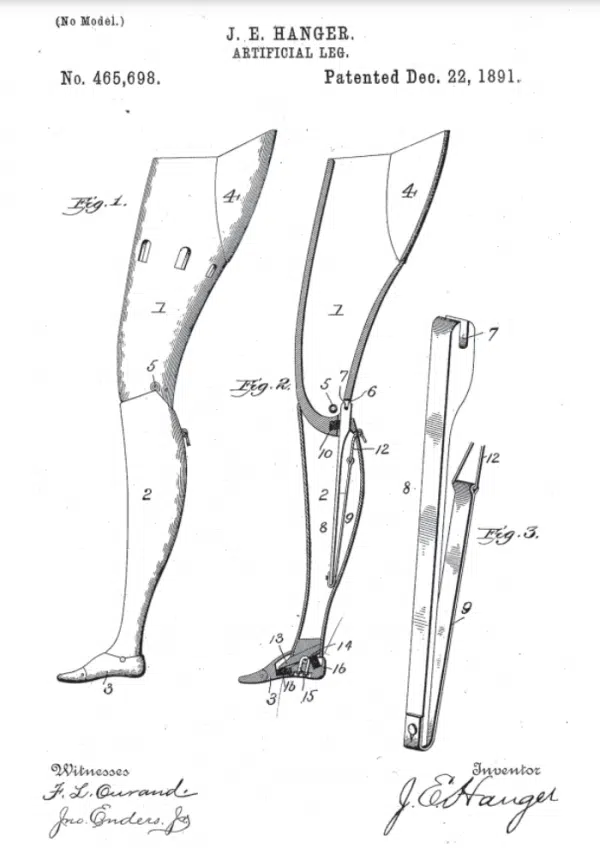 (No Model.)
J. E. HANGER.
ARTIFICIAL LEG.
No. 465,698.
Patented Dec. 22, 1891.
Fig. 1.
4
1
5
2
3
Fig. 2.
4
1
7
5
6
10
12
2
8
9
13
14
16
3
16
15
Fig. 3.
7
12
8
9
Witnesses
F. L. Ourand
Jno. Enders. Jr
Inventor
J. E. Hanger